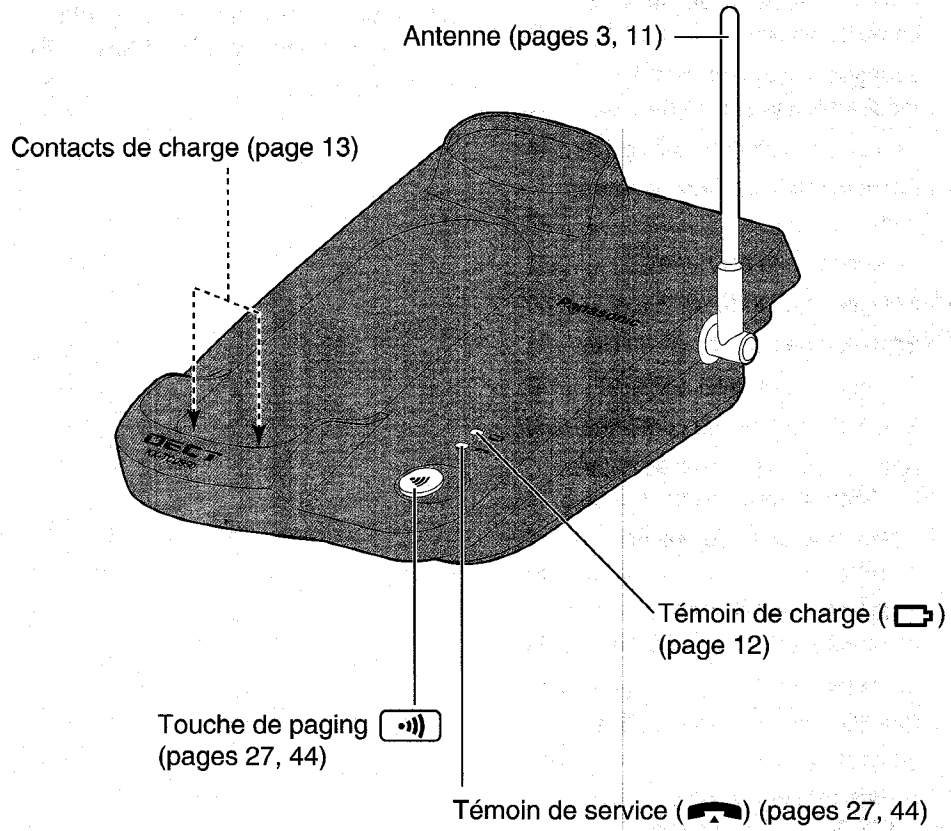 Antenne (pages 3, 11)
Contacts de charge (page 13)
Panasonic
DECT
Témoin de charge ( )
(page 12)
Touche de paging
(pages 27, 44)
Témoin de service ( ) (pages 27, 44)